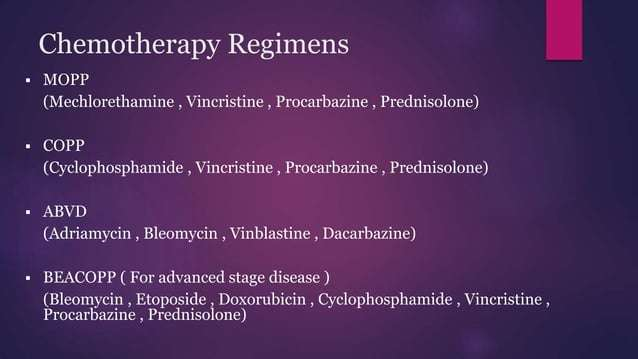 Chemotherapy Regimens
▪ MOPP
(Mechlorethamine , Vincristine , Procarbazine , Prednisolone)
▪ COPP
(Cyclophosphamide , Vincristine , Procarbazine , Prednisolone)
▪ ABVD
(Adriamycin , Bleomycin , Vinblastine , Dacarbazine)
▪ BEACOPP ( For advanced stage disease )
(Bleomycin , Etoposide , Doxorubicin , Cyclophosphamide , Vincristine ,
Procarbazine , Prednisolone)